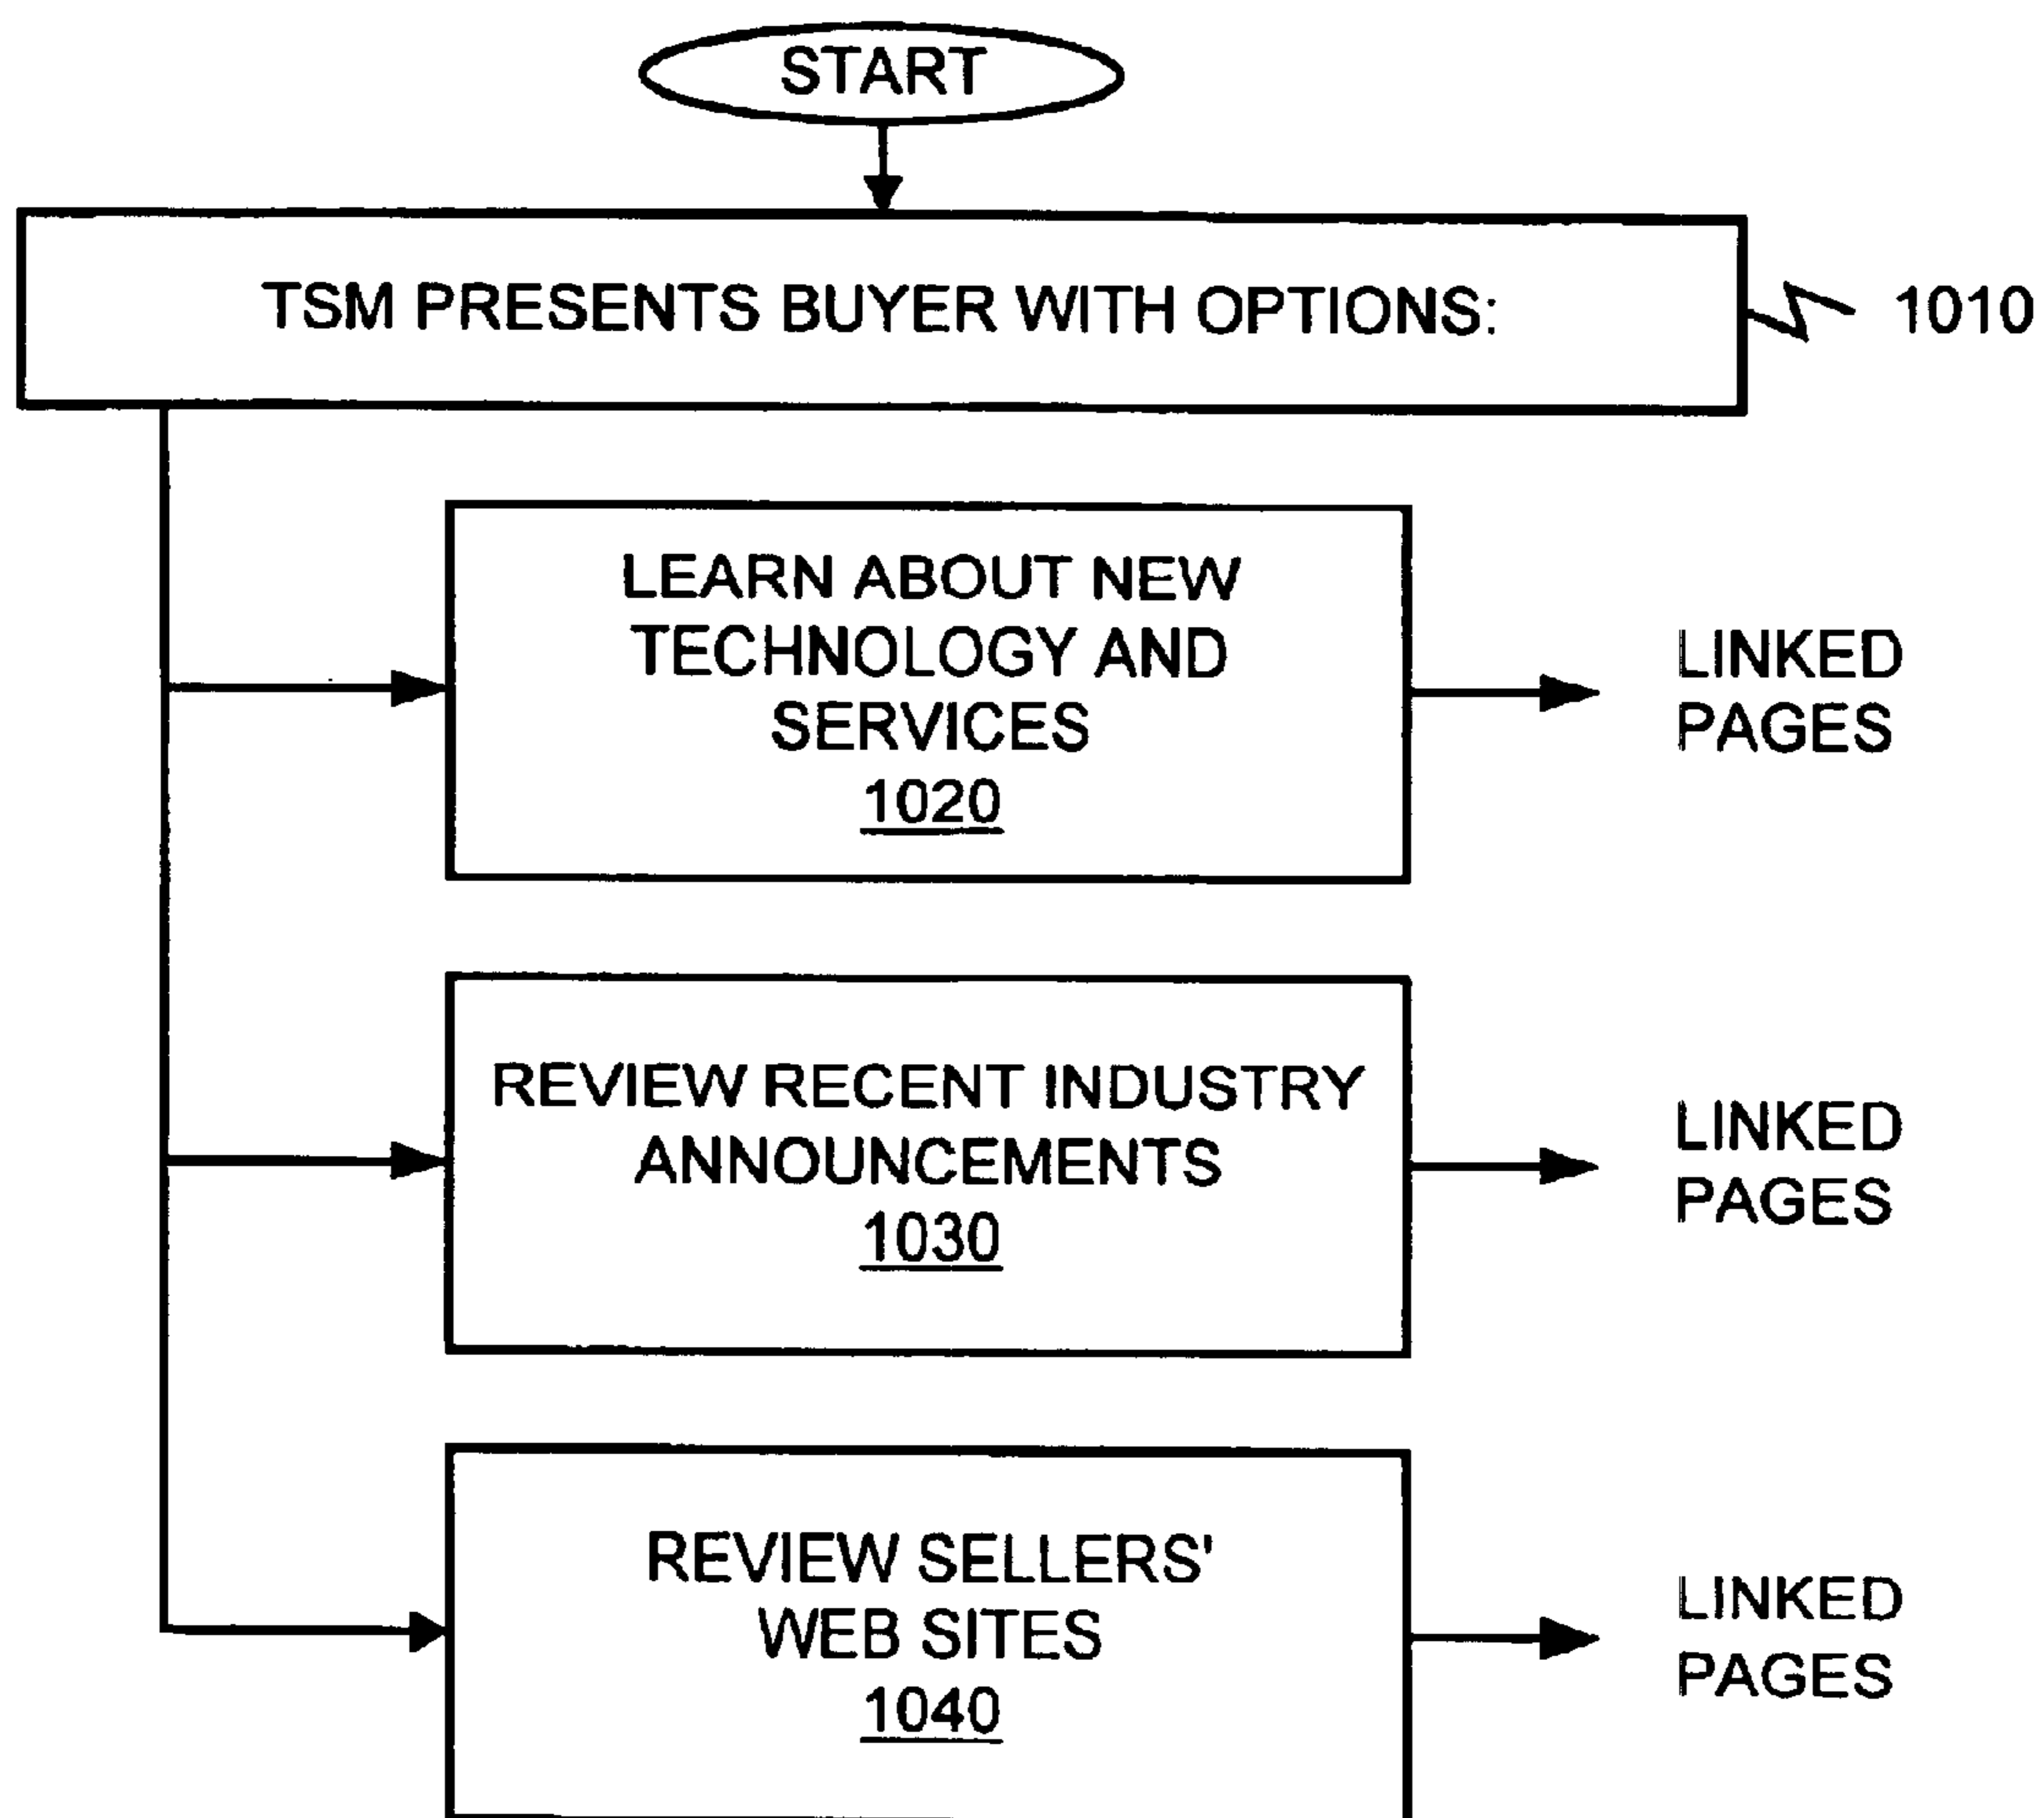 START
TSM PRESENTS BUYER WITH OPTIONS:
1010
LEARN ABOUT NEW
TECHNOLOGY AND
SERVICES
1020
LINKED
PAGES
REVIEW RECENT INDUSTRY
ANNOUNCEMENTS
1030
LINKED
PAGES
REVIEW SELLERS'
WEB SITES
1040
LINKED
PAGES